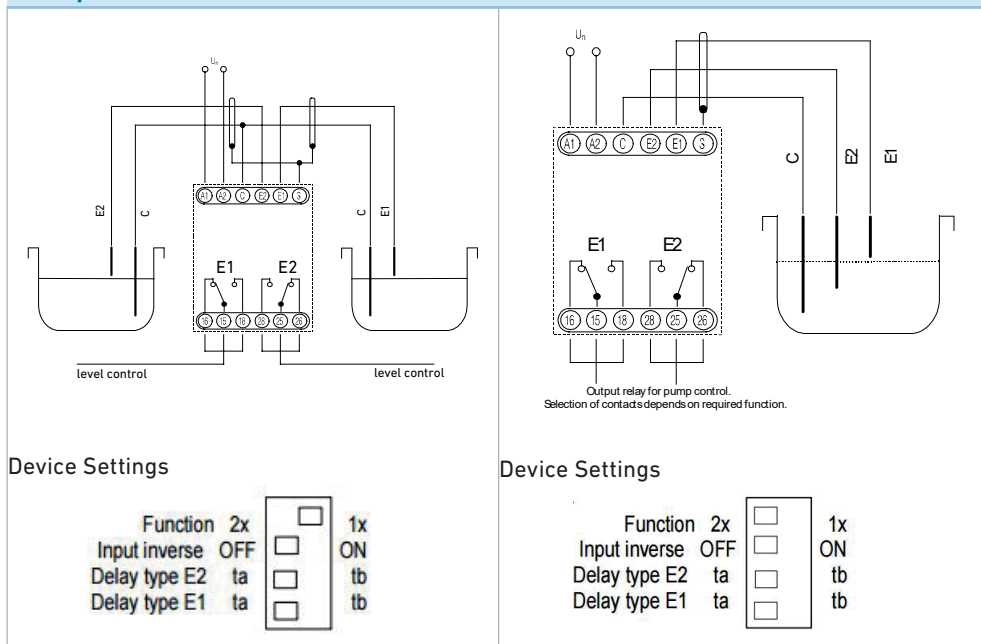 Un
E2
C
C
E1
A1 A2 C E2 E1 S
E1 E2
16 15 18 28 25 26
level control
level control
Device Settings
Function 2x 1x
Input inverse OFF ON
Delay type E2 ta tb
Delay type E1 ta tb
Un
A1 A2 C E2 E1 S
C
E2
E1
E1 E2
16 15 18 28 25 26
Output relay for pump control.
Selection of contacts depends on required function.
Device Settings
Function 2x 1x
Input inverse OFF ON
Delay type E2 ta tb
Delay type E1 ta tb